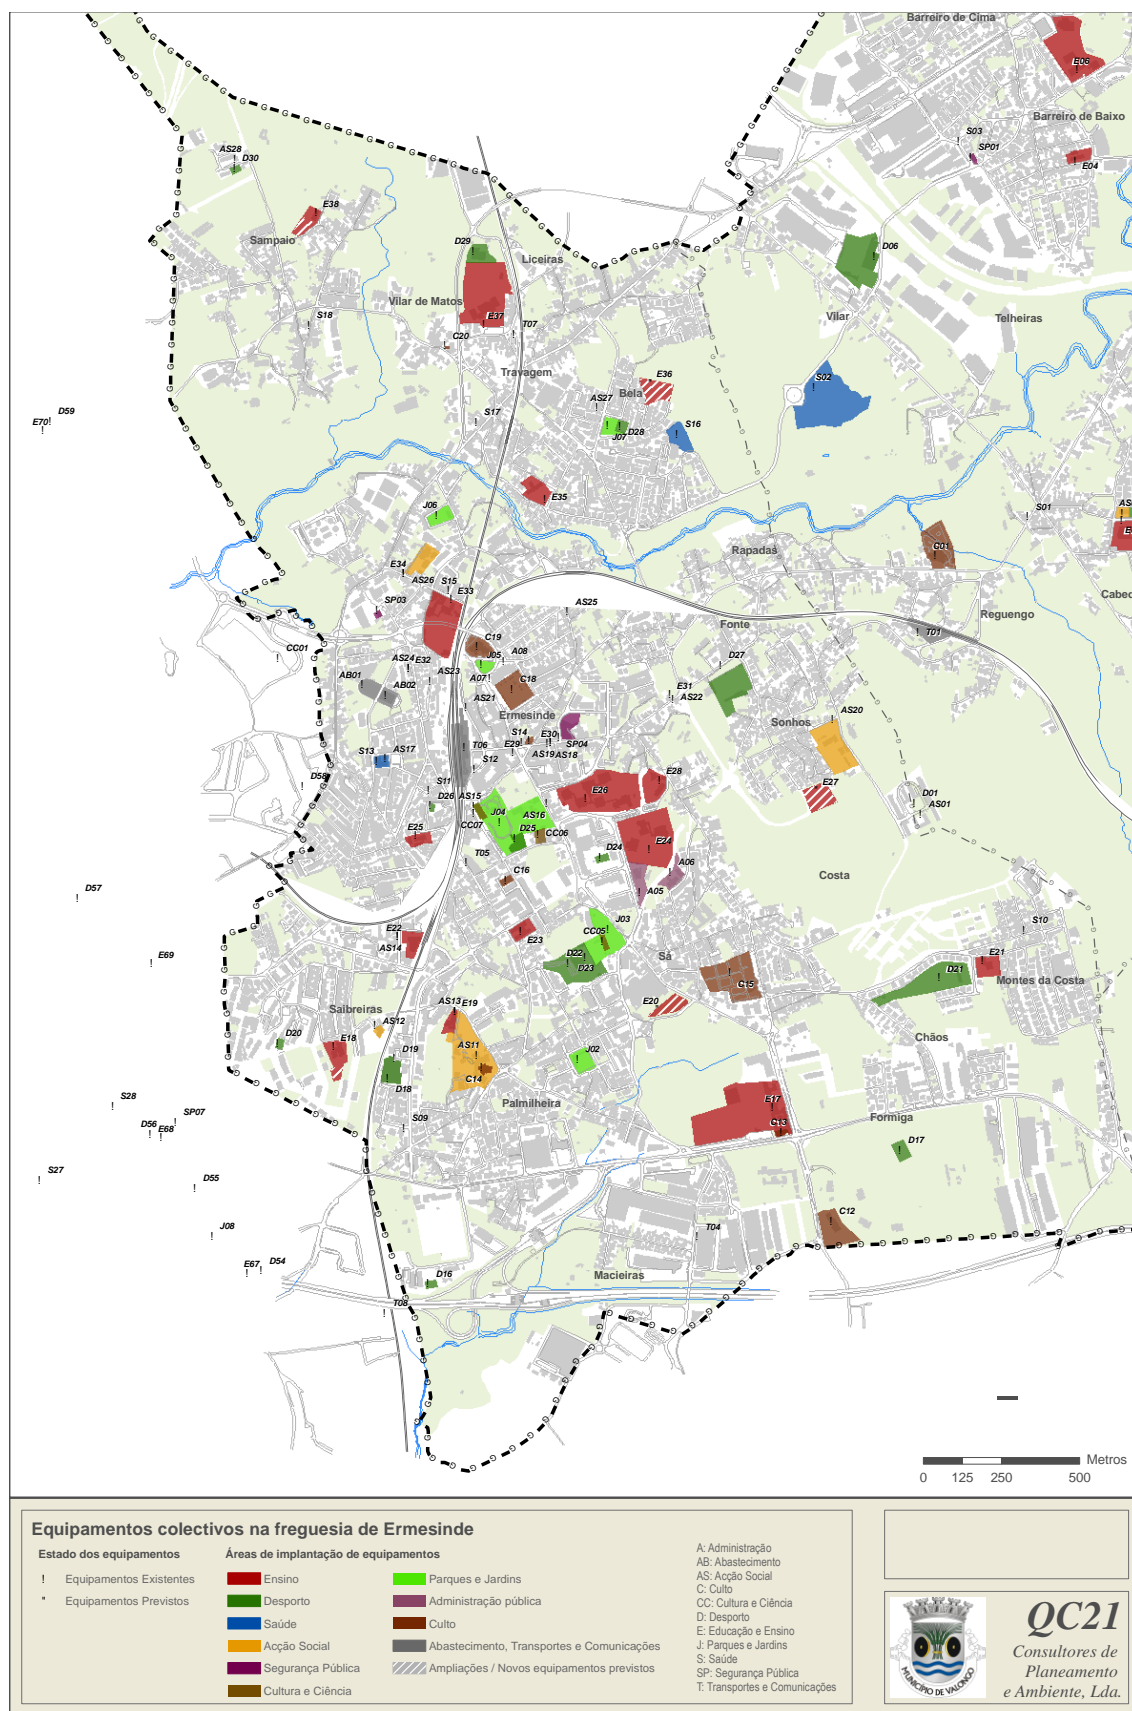 Barreiro de Cima
E06
Barreiro de Baixo
S03
SP01
E04
AS28
D30
E38
Sampaio
D29
Liceiras
D06
Vilar de Matos
E37
S18
T07
C20
Vilar
Telheiras
Travagem
E36
S02
AS27
Bela
D59
E70
S17
J07
D28
S16
E35
J06
S01
AS
E
C01
Rapadas
E34
AS26
S15
E33
SP03
AS25
Cabec
Reguengo
Fonte
T01
CC01
C19
J05
A08
D27
AS24
E32
AS23
A07
C18
AB01
AB02
AS21
E31
AS22
Ermesinde
Sonhos
AS20
S14
E30
SP04
T06
E29
AS19
AS18
S13
AS17
S12
S11
D58
E28
E26
E27
D01
AS01
D26
AS15
J04
AS16
CC07
D25
CC06
E25
E24
D24
T05
A06
C16
A05
Costa
D57
J03
CC05
S10
E22
E23
AS14
D22
D23
Sá
E69
C15
E21
D21
Montes da Costa
E20
AS13
E19
Saibreiras
AS12
D20
E18
D19
AS11
J02
Chãos
C14
D18
Palmilheira
E17
Formiga
S28
SP07
D56
E68
S09
C13
D17
S27
D55
C12
J08
T04
E67
D54
D16
Macieiras
T08
Metros
0 125 250 500
Equipamentos colectivos na freguesia de Ermesinde
Estado dos equipamentos
! Equipamentos Existentes
" Equipamentos Previstos
Áreas de implantação de equipamentos
Ensino
Desporto
Saúde
Acção Social
Segurança Pública
Cultura e Ciência
Parques e Jardins
Administração pública
Culto
Abastecimento, Transportes e Comunicações
Ampliações / Novos equipamentos previstos
A: Administração
AB: Abastecimento
AS: Acção Social
C: Culto
CC: Cultura e Ciência
D: Desporto
E: Educação e Ensino
J: Parques e Jardins
S: Saúde
SP: Segurança Pública
T: Transportes e Comunicações
MUNICÍPIO DE VALONGO
QC21
Consultores de
Planeamento
e Ambiente, Lda.